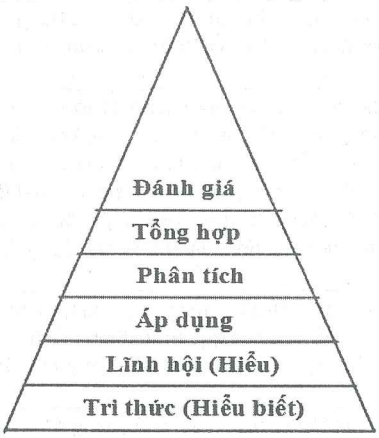 Đánh giá
Tổng hợp
Phân tích
Áp dụng
Lĩnh hội (Hiểu)
Tri thức (Hiểu biết)